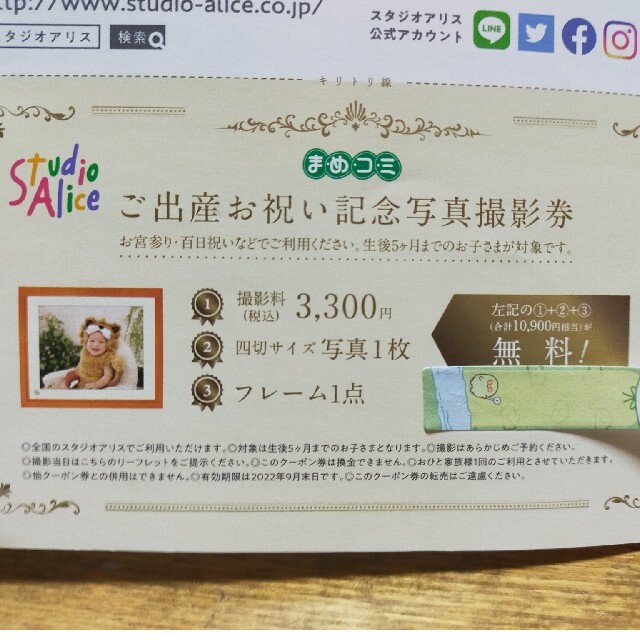 http://www.studio-alice.co.jp/
スタジオアリス 検索
スタジオアリス
公式アカウント
LINE
キリトリ線
Studio
Alice
まめコミ
ご出産お祝い記念写真撮影券
お宮参り・百日祝いなどでご利用ください。生後5ヶ月までのお子さまが対象です。
1 撮影料(税込) 3,300円
2 四切サイズ 写真1枚
3 フレーム1点
左記の①+②+③
(合計10,900円相当)が
無料!
◎全国のスタジオアリスでご利用いただけます。◎対象は生後5ヶ月までのお子さまとなります。◎撮影はあらかじめご予約ください。
◎撮影当日はこちらのリーフレットをご提示ください。◎このクーポン券は換金できません。◎おひと家族様1回のご利用とさせていただきます。
◎他クーポン券との併用はできません。◎有効期限は2022年9月末日です。◎このクーポン券の転売はご遠慮ください。